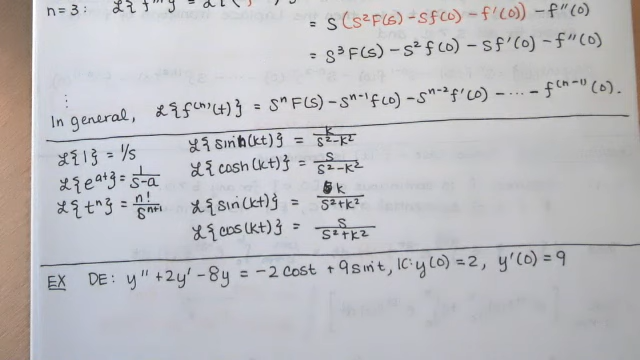 n=3:
= S(S²F(S) - Sf(0) - f'(0)) - f''(0)
= S³F(S) - S²f(0) - Sf'(0) - f''(0)
⋮
In general, ℒ{f⁽ⁿ⁾(t)} = SⁿF(S) - Sⁿ⁻¹f(0) - Sⁿ⁻²f'(0) - ... - f⁽ⁿ⁻¹⁾(0).
ℒ{1} = 1/S
ℒ{e^{at}} = 1/(S-a)
ℒ{tⁿ} = n!/Sⁿ⁺¹
ℒ{sinh(kt)} = k/(S²-K²)
ℒ{cosh(kt)} = S/(S²-K²)
ℒ{sin(kt)} = k/(S²+K²)
ℒ{cos(kt)} = S/(S²+K²)
EX DE: y'' + 2y' - 8y = -2cost + 9sint, IC: y(0) = 2, y'(0) = 9